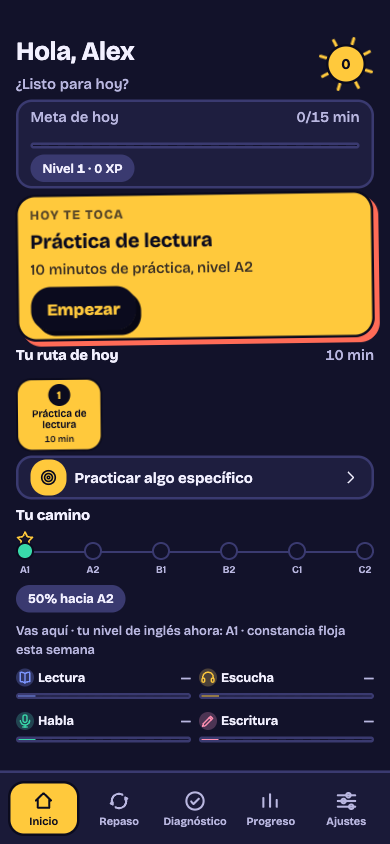 Hola, Alex
0
¿Listo para hoy?
Meta de hoy 0/15 min
Nivel 1 · 0 XP
HOY TE TOCA
Práctica de lectura
10 minutos de práctica, nivel A2
Empezar
Tu ruta de hoy 10 min
1
Práctica de
lectura
10 min
Practicar algo específico
Tu camino
A1 A2 B1 B2 C1 C2
50% hacia A2
Vas aquí · tu nivel de inglés ahora: A1 · constancia floja
esta semana
Lectura — Escucha —
Habla — Escritura —
Inicio Repaso Diagnóstico Progreso Ajustes